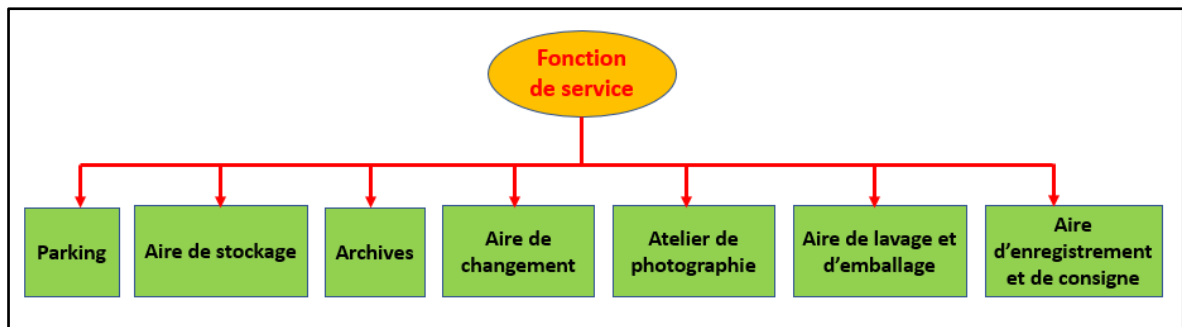 Fonction
de service
Parking
Aire de stockage
Archives
Aire de
changement
Atelier de
photographie
Aire de lavage et
d’emballage
Aire
d’enregistrement
et de consigne